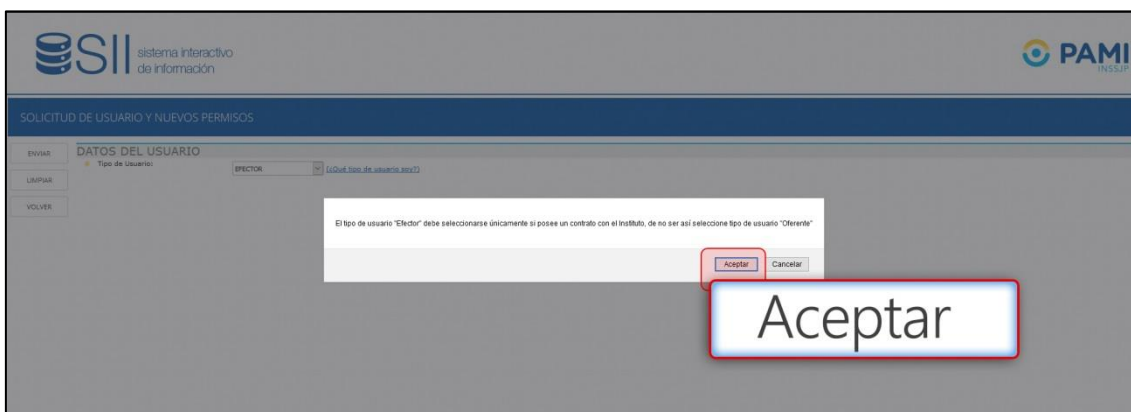 SII sistema interactivo
de información
PAMI
INSSJP
SOLICITUD DE USUARIO Y NUEVOS PERMISOS
ENVIAR
LIMPIAR
VOLVER
DATOS DEL USUARIO
Tipo de Usuario:
EFECTOR
(¿Qué tipo de usuario soy?)
El tipo de usuario "Efector" debe seleccionarse únicamente si posee un contrato con el Instituto, de no ser así seleccione tipo de usuario "Oferente"
Aceptar Cancelar
Aceptar